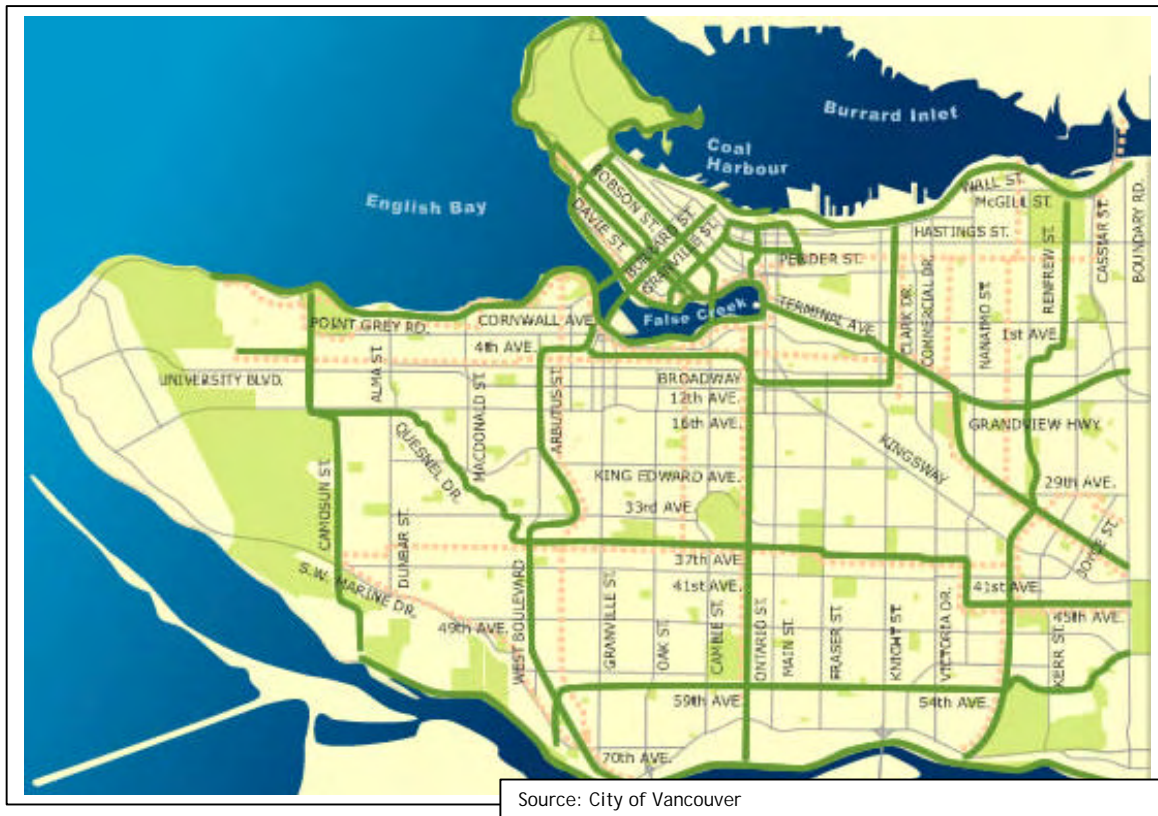 Burrard Inlet
Coal
Harbour
English Bay
ROBSON ST.
DAVIE ST.
BURRARD ST.
GRANVILLE ST.
WALL ST.
McGILL ST.
HASTINGS ST.
PENDER ST.
False Creek
TERMINAL AVE
CLARK DR.
COMMERCIAL DR.
NANAIMO ST.
RENFREW ST.
CASSIAR ST.
BOUNDARY RD.
1st AVE.
POINT GREY RD.
CORNWALL AVE.
4th AVE.
UNIVERSITY BLVD.
ALMA ST.
MACDONALD ST.
ARBUTUS ST.
BROADWAY
12th AVE.
16th AVE.
GRANDVIEW HWY.
KINGSWAY
QUESNEL DR.
KING EDWARD AVE.
29th AVE.
33rd AVE.
CAMOSUN ST.
DUNBAR ST.
JOYCE ST.
37th AVE.
41st AVE.
41st AVE.
S.W. MARINE DR.
45th AVE.
49th AVE.
WEST BOULEVARD
GRANVILLE ST.
OAK ST.
CAMBIE ST.
ONTARIO ST.
MAIN ST.
FRASER ST.
KNIGHT ST.
VICTORIA DR.
KERR ST.
59th AVE.
54th AVE.
70th AVE.
Source: City of Vancouver